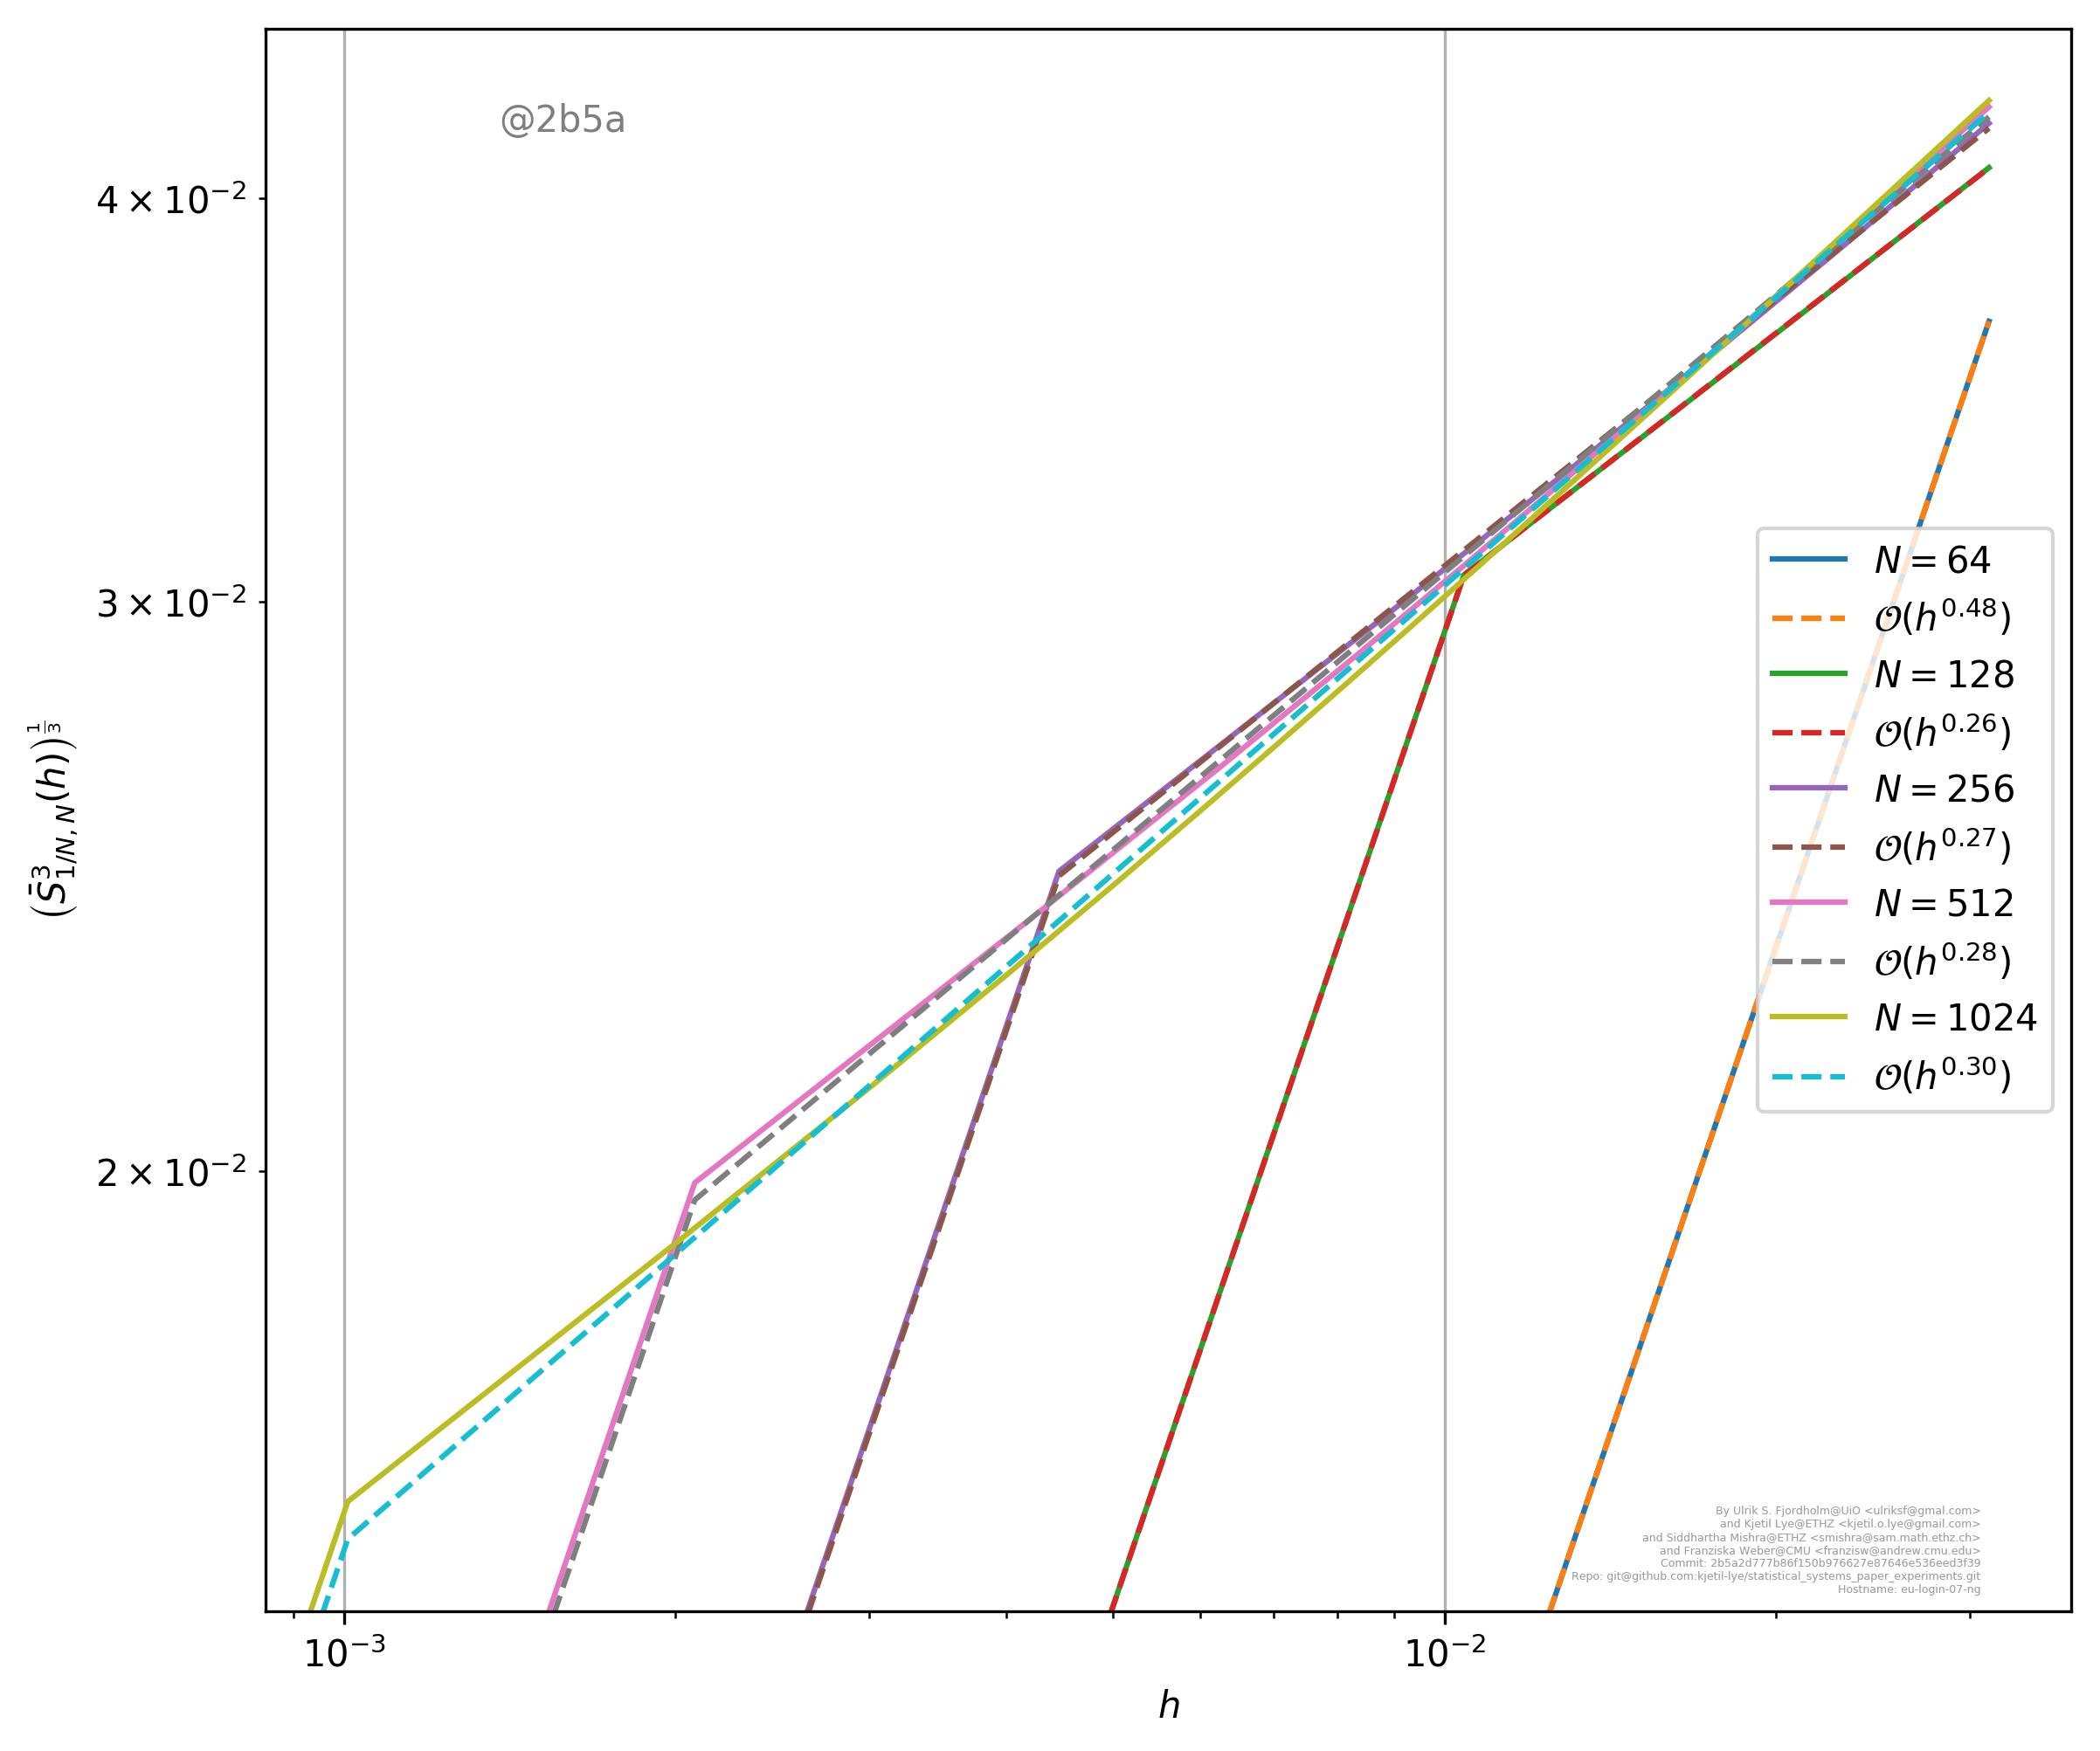 @2b5a
4 × 10⁻²
3 × 10⁻²
2 × 10⁻²
(S̄³₁/N, N(h))^(1/3)
10⁻³
10⁻²
h
N = 64
𝒪(h^0.48)
N = 128
𝒪(h^0.26)
N = 256
𝒪(h^0.27)
N = 512
𝒪(h^0.28)
N = 1024
𝒪(h^0.30)
By Ulrik S. Fjordholm@UiO <ulriksf@gmal.com>
and Kjetil Lye@ETHZ <kjetil.o.lye@gmail.com>
and Siddhartha Mishra@ETHZ <smishra@sam.math.ethz.ch>
and Franziska Weber@CMU <franzisw@andrew.cmu.edu>
Commit: 2b5a2d777b86f150b976627e87646e536eed3f39
Repo: git@github.com:kjetil-lye/statistical_systems_paper_experiments.git
Hostname: eu-login-07-ng